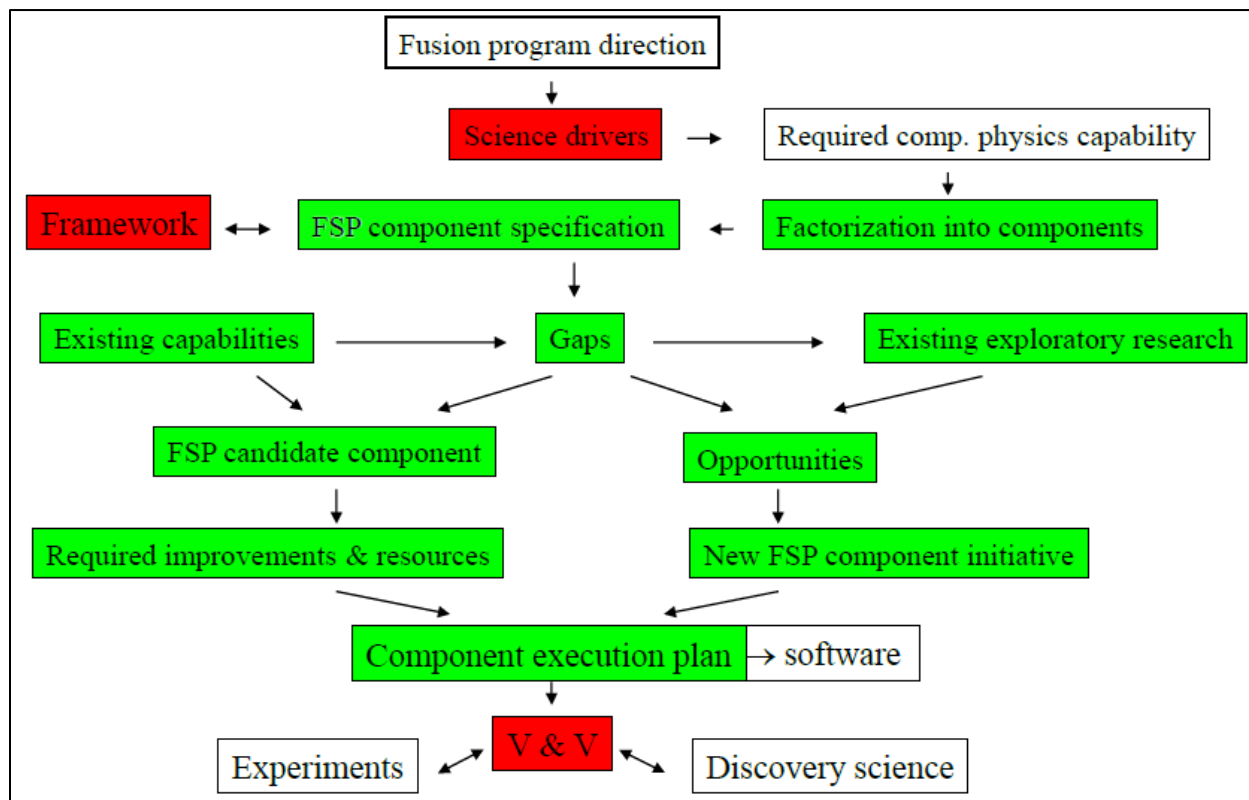 Fusion program direction
Science drivers
Required comp. physics capability
Framework
FSP component specification
Factorization into components
Existing capabilities
Gaps
Existing exploratory research
FSP candidate component
Opportunities
Required improvements & resources
New FSP component initiative
Component execution plan
→ software
V & V
Experiments
Discovery science